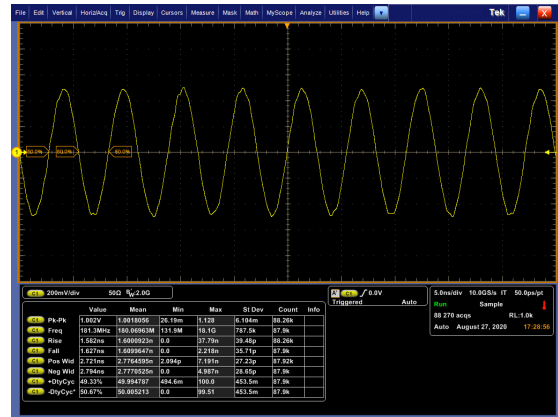 File Edit Vertical Horiz/Acq Trig Display Cursors Measure Mask Math MyScope Analyze Utilities Help Tek X
1 50.0% 50.0% 50.0%
C1 200mV/div 50Ω BW:2.0G
A' C1 0.0V
Triggered Auto
5.0ns/div 10.0GS/s IT 50.0ps/pt
Run Sample
88 270 acqs RL:1.0k
Auto August 27, 2020 17:28:56
Value Mean Min Max St Dev Count Info
C1 Pk-Pk 1.002V 1.0018056 26.19m 1.128 6.104m 88.26k
C1 Freq 181.3MHz 180.06963M 131.9M 18.1G 787.5k 87.9k
C1 Rise 1.582ns 1.6000923n 0.0 37.79n 39.48p 88.26k
C1 Fall 1.627ns 1.6099647n 0.0 2.218n 35.71p 87.9k
C1 Pos Wid 2.721ns 2.7764595n 2.094p 7.191n 27.23p 87.92k
C1 Neg Wid 2.794ns 2.7770525n 0.0 4.987n 28.65p 87.9k
C1 +DtyCyc 49.33% 49.994787 494.6m 100.0 453.5m 87.9k
C1 -DtyCyc* 50.67% 50.005213 0.0 99.51 453.5m 87.9k